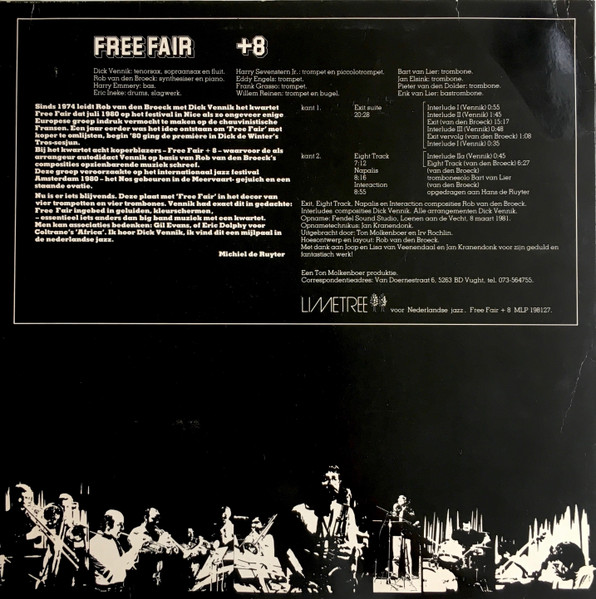 FREE FAIR +8
Dick Vennik: tenorsax, sopraansax en fluit.
Rob van den Broeck: synthesiser en piano.
Harry Emmery: bas.
Eric Ineke: drums, slagwerk.
Harry Sevenstern Jr.: trompet en piccolotrompet.
Eddy Engels: trompet.
Frank Grasso: trompet.
Willem Reinen: trompet en bugel.
Bart van Lier: trombone.
Jan Elsink: trombone.
Pieter van den Dolder: trombone.
Erik van Lier: bastrombone.
Sinds 1974 leidt Rob van den Broeck met Dick Vennik het kwartet
Free Fair dat juli 1980 op het festival in Nice als zo ongeveer enige
Europese groep indruk vermocht te maken op de chauvinistische
Fransen. Een jaar eerder was het idee ontstaan om 'Free Fair' met
koper te omlijsten, begin '80 ging de première in Dick de Winter's
Tros-sesjun.
Bij het kwartet acht koperblazers – Free Fair + 8 – waarvoor de als
arrangeur autodidact Vennik op basis van Rob van den Broeck's
composities opzienbarende muziek schreef.
Deze groep veroorzaakte op het internationaal jazz festival
Amsterdam 1980 – het Nos gebeuren in de Meervaart- gejuich en een
staande ovatie.
Nu is er iets blijvends. Deze plaat met 'Free Fair' in het decor van
vier trompetten en vier trombones. Vennik had exact dit in gedachte:
Free Fair ingebed in geluiden, kleurschermen,
– essentieel iets anders dan big band muziek met een kwartet.
Men kan associaties bedenken: Gil Evans, of Eric Dolphy voor
Coltrane's 'Africa'. Ik hoor Dick Vennik, ik vind dit een mijlpaal in
de nederlandse jazz.
Michiel de Ruyter
kant 1.
Exit suite
20:28
Interlude I (Vennik) 0:55
Interlude II (Vennik) 1:45
Exit (van den Broeck) 15:17
Interlude III (Vennik) 0:48
Exit vervolg (van den Broeck) 1:08
Interlude I (Vennik) 0:35
kant 2.
Eight Track
7:12
Napalis
8:16
Interaction
8:55
Interlude IIa (Vennik) 0:45
Eight Track (van den Broeck) 6:27
(van den Broeck)
trombonesolo Bart van Lier
(van den Broeck)
opgedragen aan Hans de Ruyter
Exit, Eight Track, Napalis en Interaction composities Rob van den Broeck.
Interludes composities Dick Vennik. Alle arrangementen Dick Vennik.
Opname: Fendal Sound Studio, Loenen aan de Vecht, 8 maart 1981.
Opnametechnikus: Jan Kranendonk.
Uitgebracht door: Ton Molkenboer en Irv Rochlin.
Hoesontwerp en layout: Rob van den Broeck.
Met dank aan Joop en Lisa van Veenendaal en Jan Kranendonk voor zijn geduld en
fantastisch werk!
Een Ton Molkenboer produktie.
Correspondentieadres: Van Doernestraat 6, 5263 BD Vught, tel. 073-564755.
LIMETREE voor Nederlandse jazz... Free Fair + 8 MLP 198127.